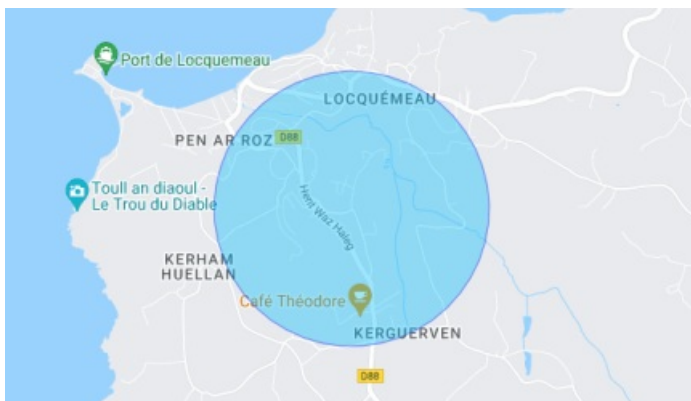 Port de Locquemeau
LOCQUÉMEAU
PEN AR ROZ
D88
Toull an diaoul -
Le Trou du Diable
Hent Waz Haleg
KERHAM
HUELLAN
Café Théodore
KERGUERVEN
D88